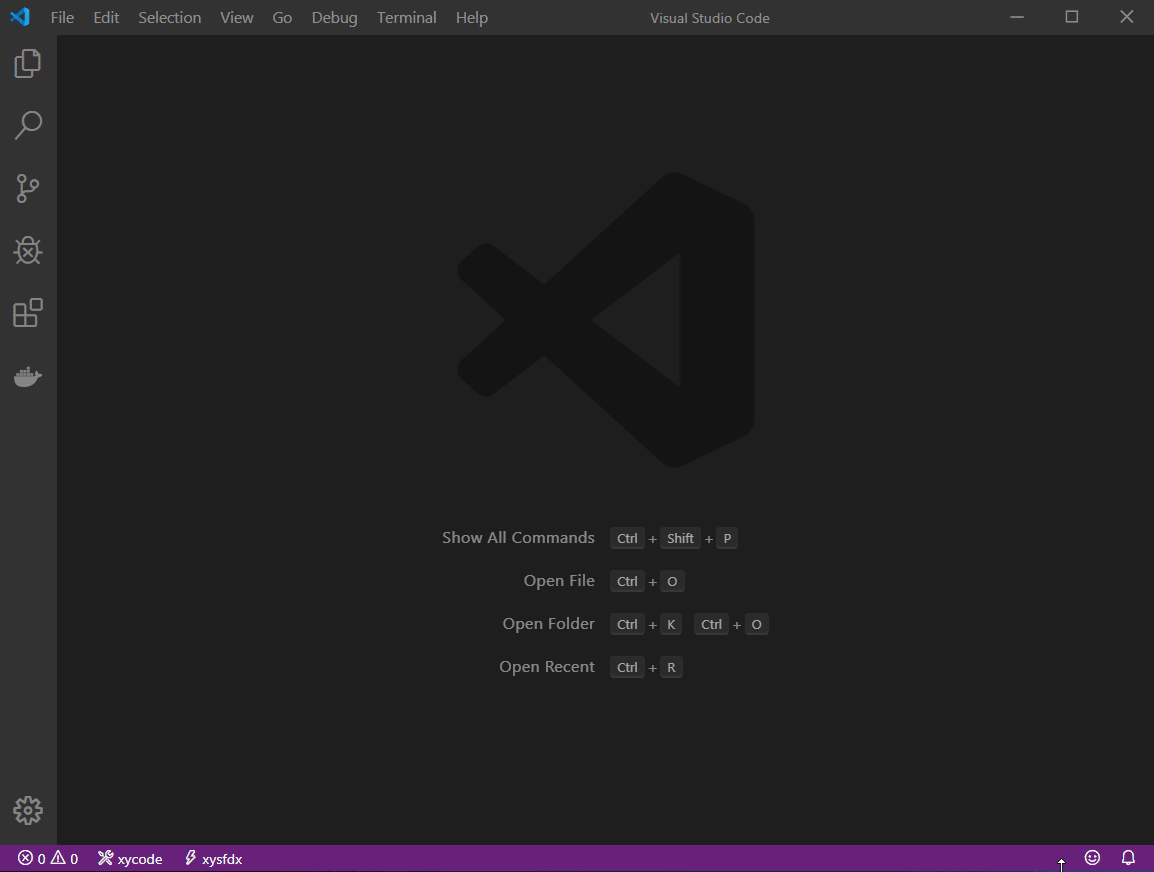 File Edit Selection View Go Debug Terminal Help Visual Studio Code
Show All Commands Ctrl + Shift + P
Open File Ctrl + O
Open Folder Ctrl + K Ctrl + O
Open Recent Ctrl + R
0 0 xycode xysfdx